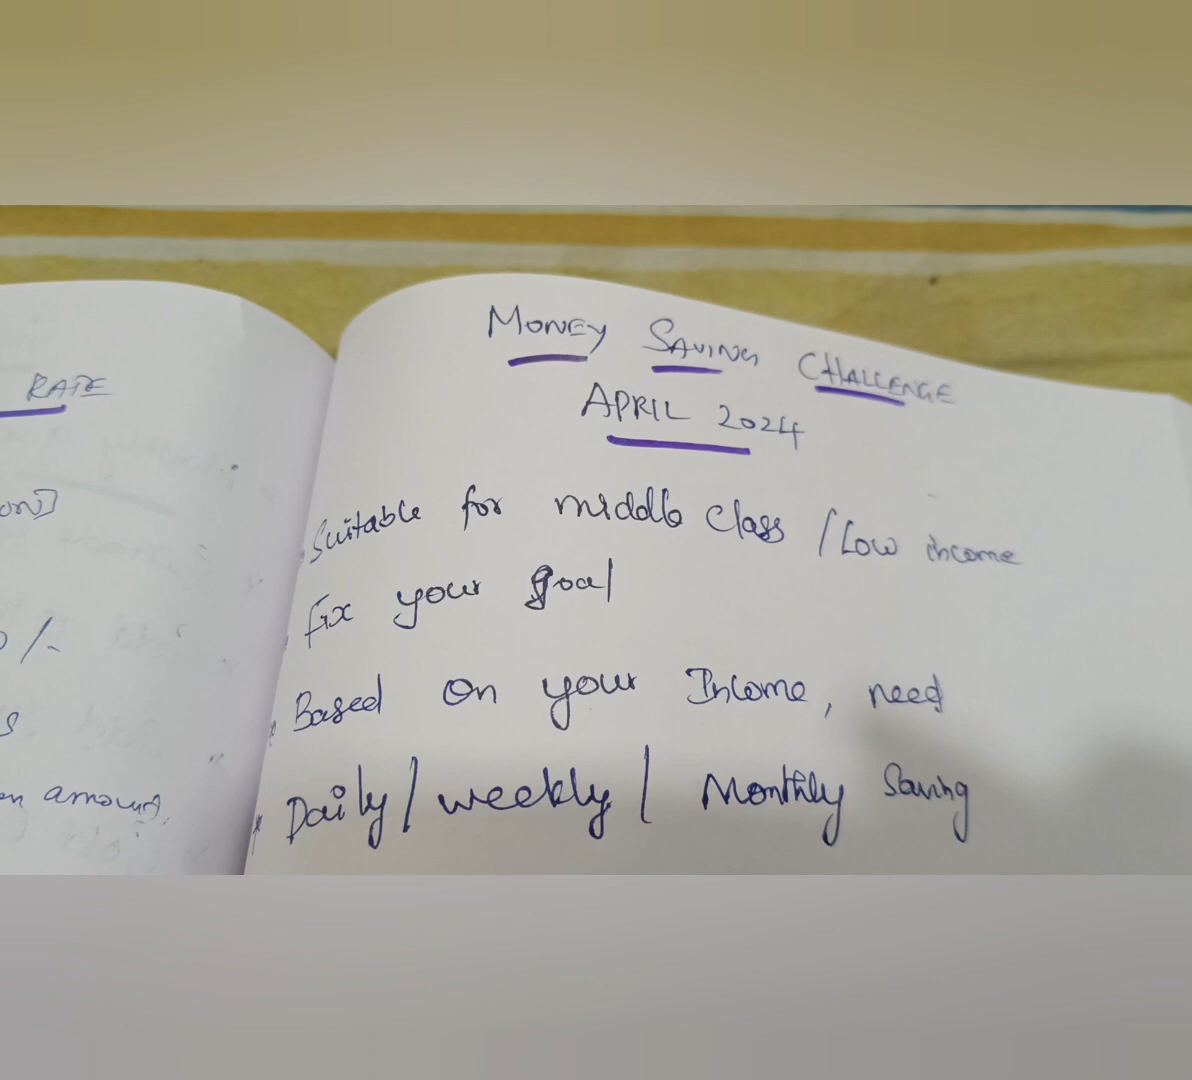 RATE
MONEY SAVING CHALLENGE
APRIL 2024
Suitable for middle class / Low income
fix your goal
Based on your Income, need
* Daily / weekly / Monthly Saving
amount